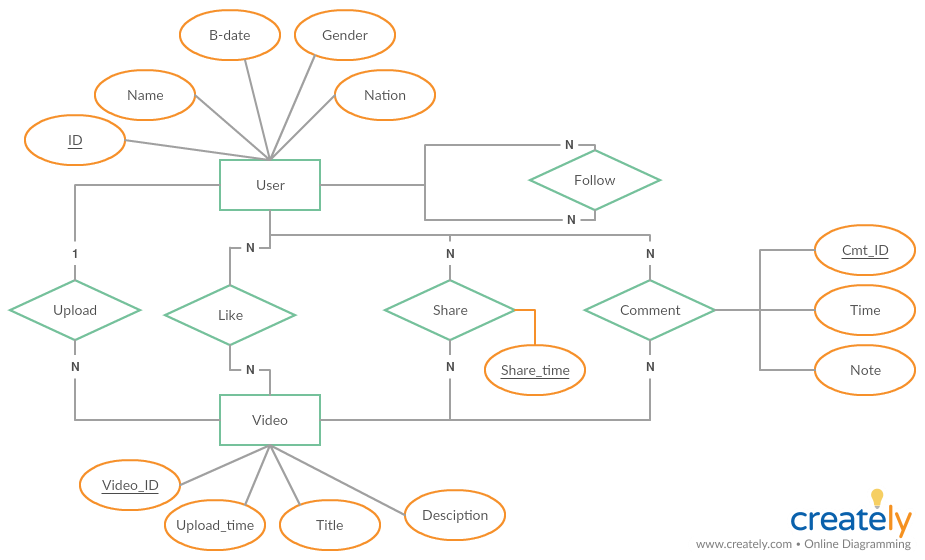 B-date
Gender
Name
Nation
ID
User
N
Follow
N
1
N
N
N
Cmt_ID
Upload
Like
Share
Comment
Time
N
N
N
N
Share_time
Note
Video
Video_ID
Upload_time
Title
Desciption
creately
www.creately.com • Online Diagramming